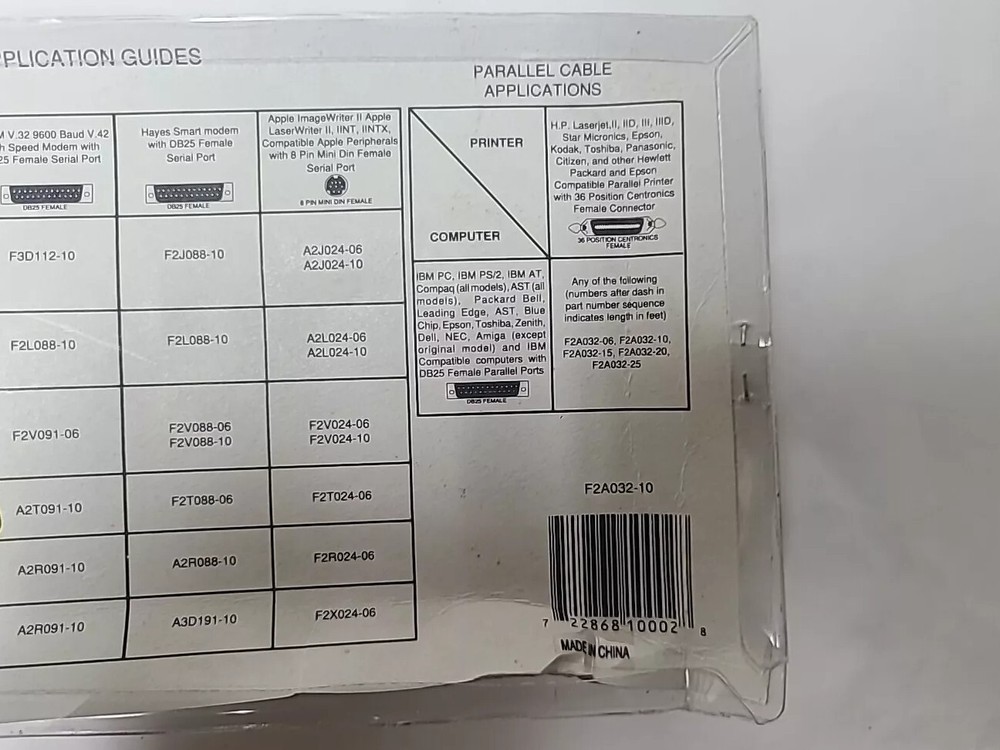 PPLICATION GUIDES
M V.32 9600 Baud V.42
h Speed Modem with
25 Female Serial Port
DB25 FEMALE
Hayes Smart modem
with DB25 Female
Serial Port
DB25 FEMALE
Apple ImageWriter II Apple
LaserWriter II, IINT, IINTX,
Compatible Apple Peripherals
with 8 Pin Mini Din Female
Serial Port
8 PIN MINI DIN FEMALE
F3D112-10
F2J088-10
A2J024-06
A2J024-10
F2L088-10
F2L088-10
A2L024-06
A2L024-10
F2V091-06
F2V088-06
F2V088-10
F2V024-06
F2V024-10
A2T091-10
F2T088-06
F2T024-06
A2R091-10
A2R088-10
F2R024-06
A2R091-10
A3D191-10
F2X024-06
PARALLEL CABLE
APPLICATIONS
PRINTER
COMPUTER
H.P. Laserjet,II, IID, III, IIID,
Star Micronics, Epson,
Kodak, Toshiba, Panasonic,
Citizen, and other Hewlett
Packard and Epson
Compatible Parallel Printer
with 36 Position Centronics
Female Connector
36 POSITION CENTRONICS
FEMALE
IBM PC, IBM PS/2, IBM AT,
Compaq (all models), AST (all
models), Packard Bell,
Leading Edge, AST, Blue
Chip, Epson, Toshiba, Zenith,
Dell, NEC, Amiga (except
original model) and IBM
Compatible computers with
DB25 Female Parallel Ports
DB25 FEMALE
Any of the following
(numbers after dash in
part number sequence
indicates length in feet)
F2A032-06, F2A032-10,
F2A032-15, F2A032-20,
F2A032-25
F2A032-10
7 22868 10002 8
MADE IN CHINA